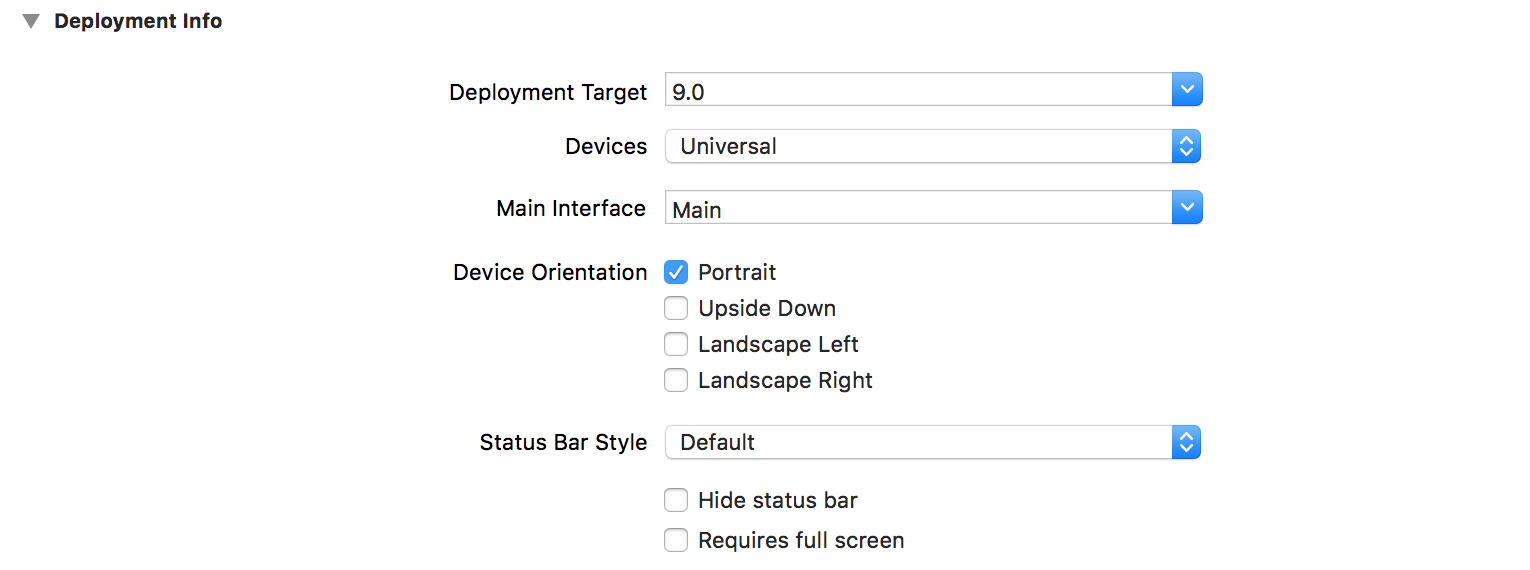 Deployment Info
Deployment Target 9.0
Devices Universal
Main Interface Main
Device Orientation Portrait
Upside Down
Landscape Left
Landscape Right
Status Bar Style Default
Hide status bar
Requires full screen